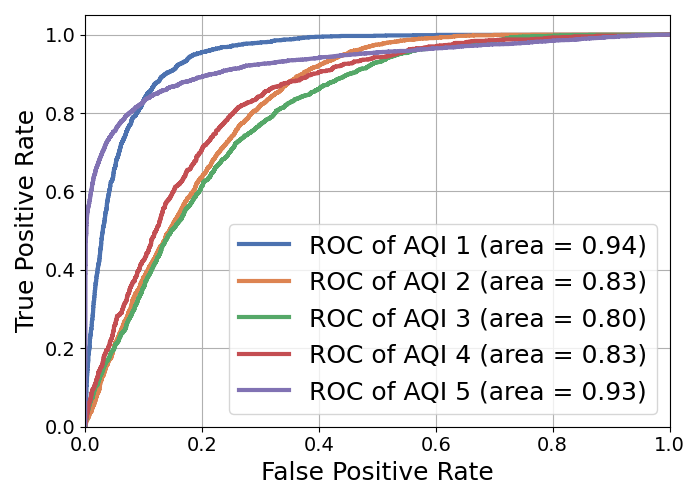 1.0
0.8
0.6
0.4
0.2
0.0
True Positive Rate
ROC of AQI 1 (area = 0.94)
ROC of AQI 2 (area = 0.83)
ROC of AQI 3 (area = 0.80)
ROC of AQI 4 (area = 0.83)
ROC of AQI 5 (area = 0.93)
0.0 0.2 0.4 0.6 0.8 1.0
False Positive Rate